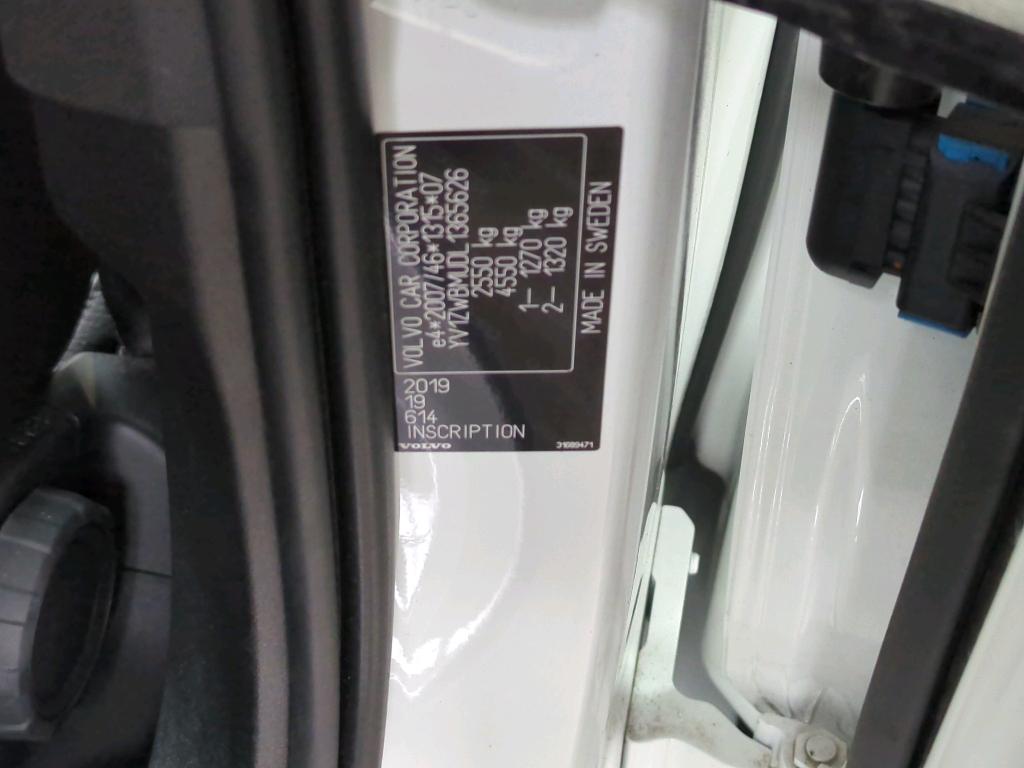 VOLVO CAR CORPORATION
e4*2007/46*1315*07
YV1ZWBMUDL1365626
2550 kg
4550 kg
1– 1270 kg
2– 1320 kg
MADE IN SWEDEN
2019
19
614
INSCRIPTION
VOLVO
31689471